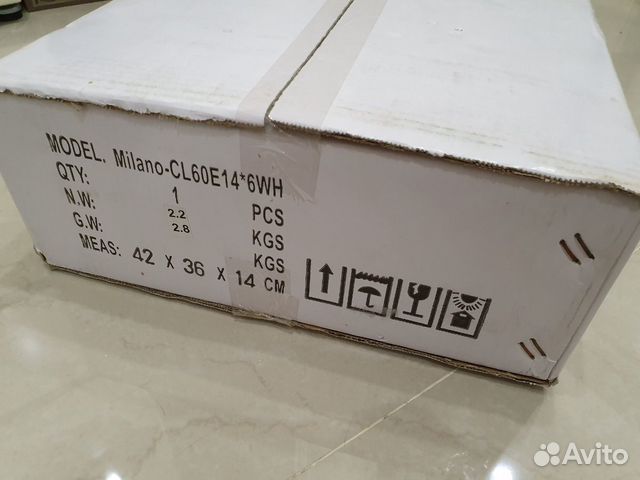 MODEL. Milano-CL60E14*6WH
QTY: 1 PCS
N.W: 2.2 KGS
G.W: 2.8 KGS
MEAS: 42 X 36 X 14 CM
Avito